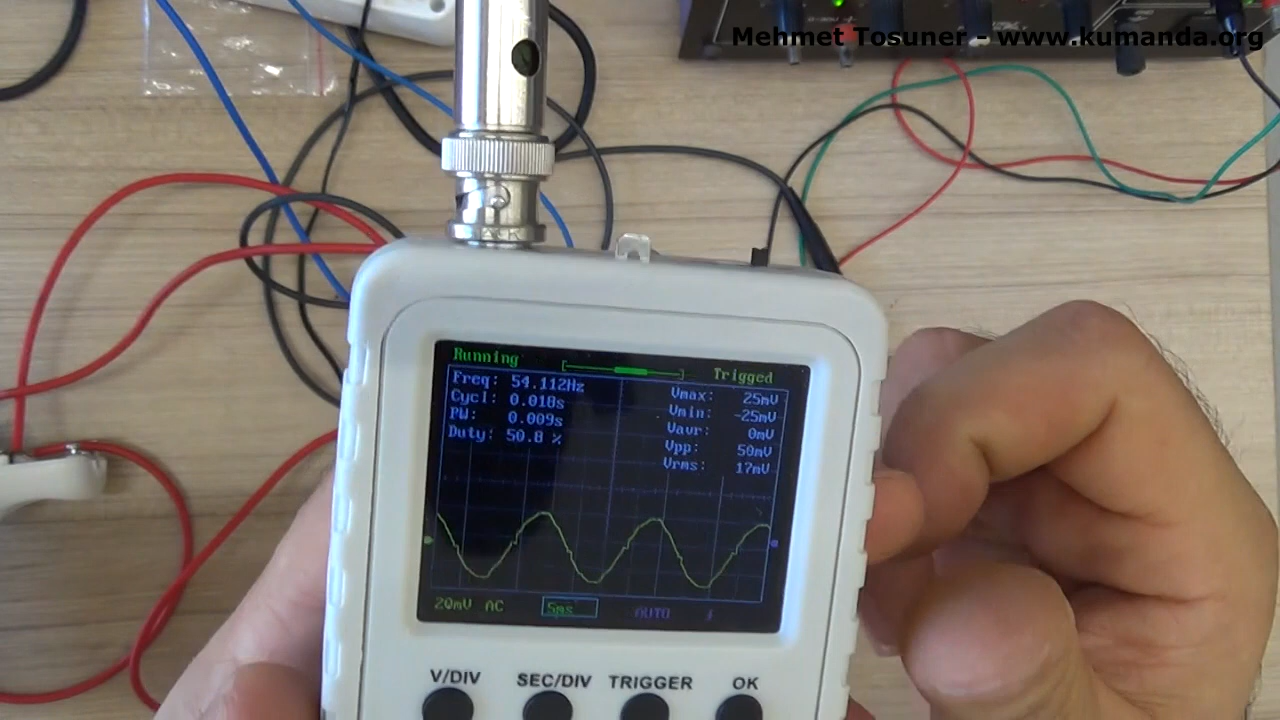 Mehmet Tosuner - www.kumanda.org
Running
Trigged
Freq: 54.112Hz
Cycl: 0.018s
PW: 0.009s
Duty: 50.8 %
Vmax: 25mV
Vmin: -25mV
Vavr: 0mV
Vpp: 50mV
Vrms: 17mV
20mV AC 5ms AUTO
V/DIV SEC/DIV TRIGGER OK